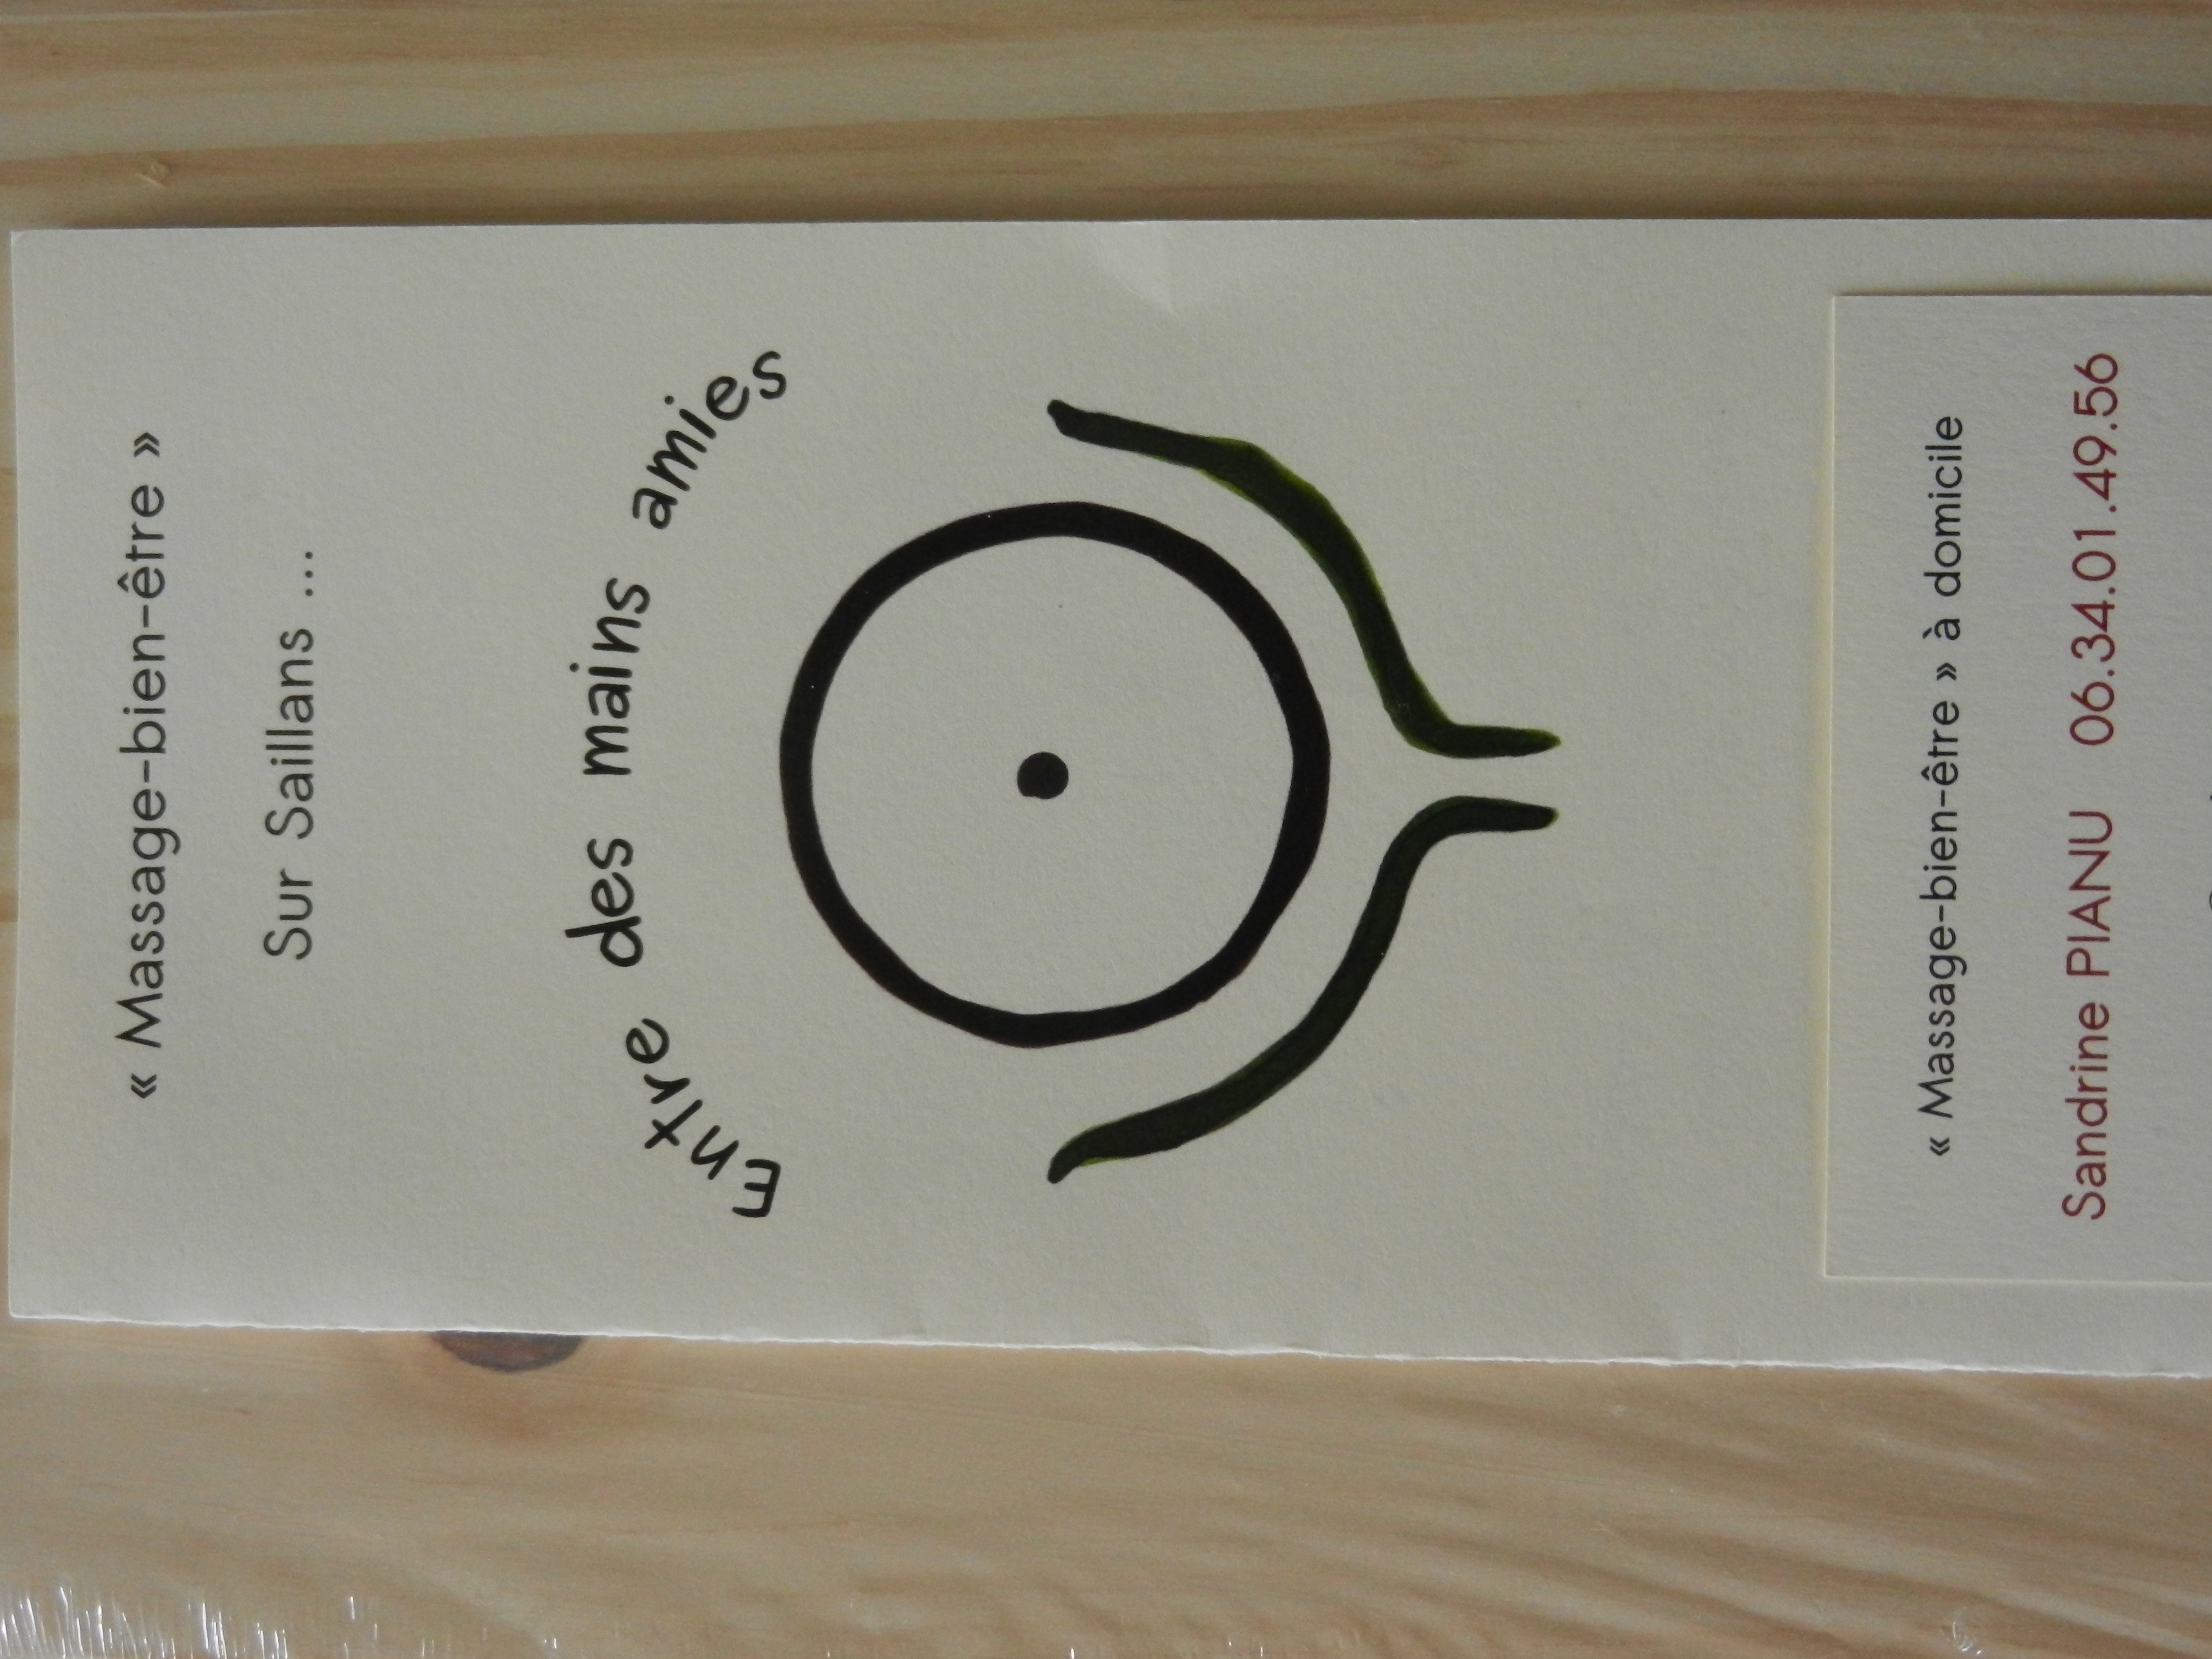 « Massage-bien-être »
Sur Saillans ...
Entre des mains amies
« Massage-bien-être » à domicile
Sandrine PIANU 06.34.01.49.56